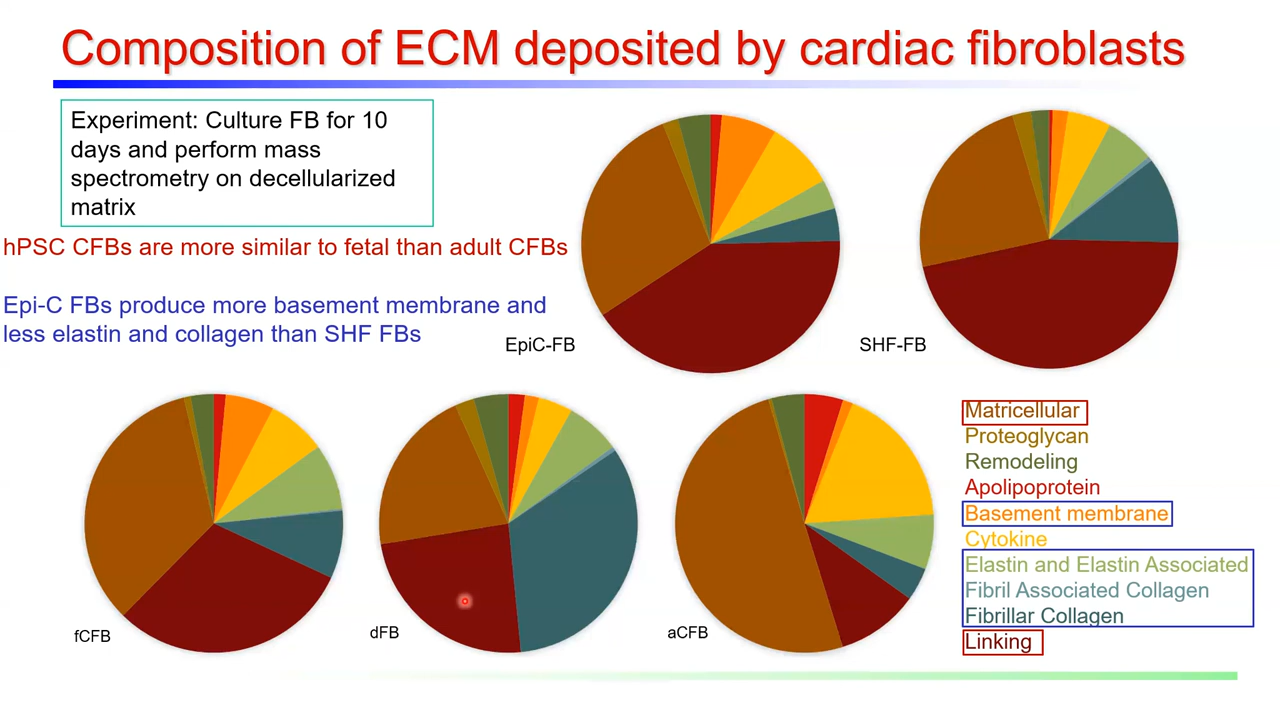 Composition of ECM deposited by cardiac fibroblasts
Experiment: Culture FB for 10
days and perform mass
spectrometry on decellularized
matrix
hPSC CFBs are more similar to fetal than adult CFBs
Epi-C FBs produce more basement membrane and
less elastin and collagen than SHF FBs
EpiC-FB
SHF-FB
fCFB
dFB
aCFB
Matricellular
Proteoglycan
Remodeling
Apolipoprotein
Basement membrane
Cytokine
Elastin and Elastin Associated
Fibril Associated Collagen
Fibrillar Collagen
Linking